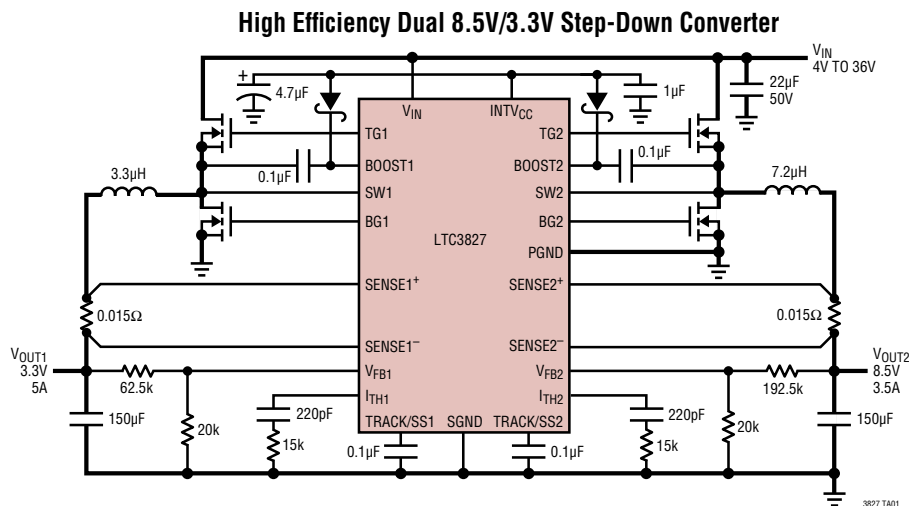 High Efficiency Dual 8.5V/3.3V Step-Down Converter
VIN
4V TO 36V
+
4.7µF
1µF
22µF
50V
VIN
INTVCC
TG1
TG2
BOOST1
BOOST2
0.1µF
0.1µF
3.3µH
7.2µH
SW1
SW2
BG1
BG2
LTC3827
PGND
SENSE1+
SENSE2+
0.015Ω
0.015Ω
SENSE1–
SENSE2–
VOUT1
3.3V
5A
VOUT2
8.5V
3.5A
VFB1
VFB2
62.5k
192.5k
ITH1
ITH2
150µF
220pF
220pF
150µF
20k
20k
15k
15k
TRACK/SS1
SGND
TRACK/SS2
0.1µF
0.1µF
3827 TA01